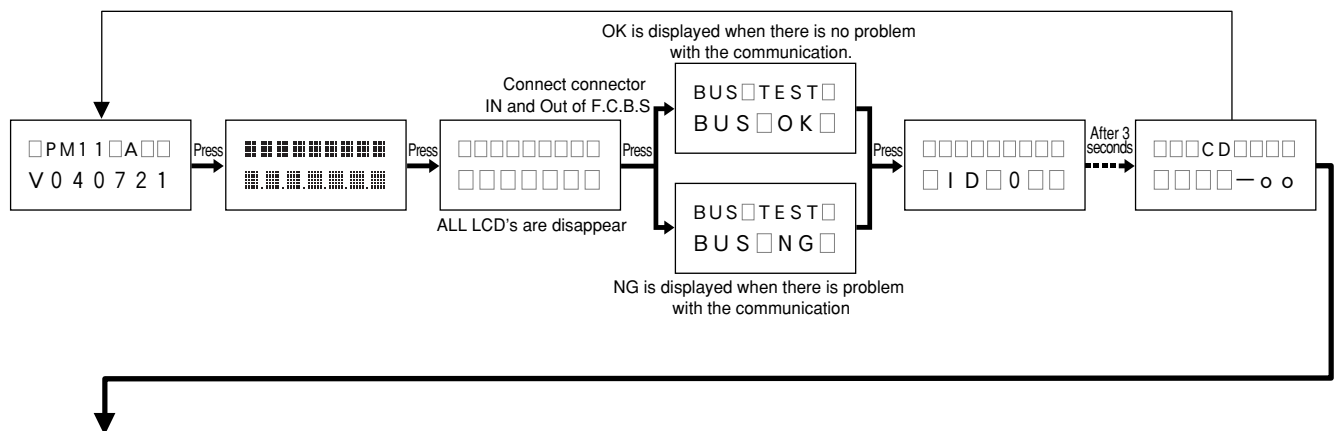 OK is displayed when there is no problem
with the communication.
Connect connector
IN and Out of F.C.B.S
□PM11□A□□
V040721
Press
Press
□□□□□□□□□
□□□□□□□
ALL LCD's are disappear
Press
BUS□TEST□
BUS□OK□
BUS□TEST□
BUS□NG□
NG is displayed when there is problem
with the communication
Press
□□□□□□□□□
□ID□0□□
After 3
seconds
□□□CD□□□□
□□□□—oo